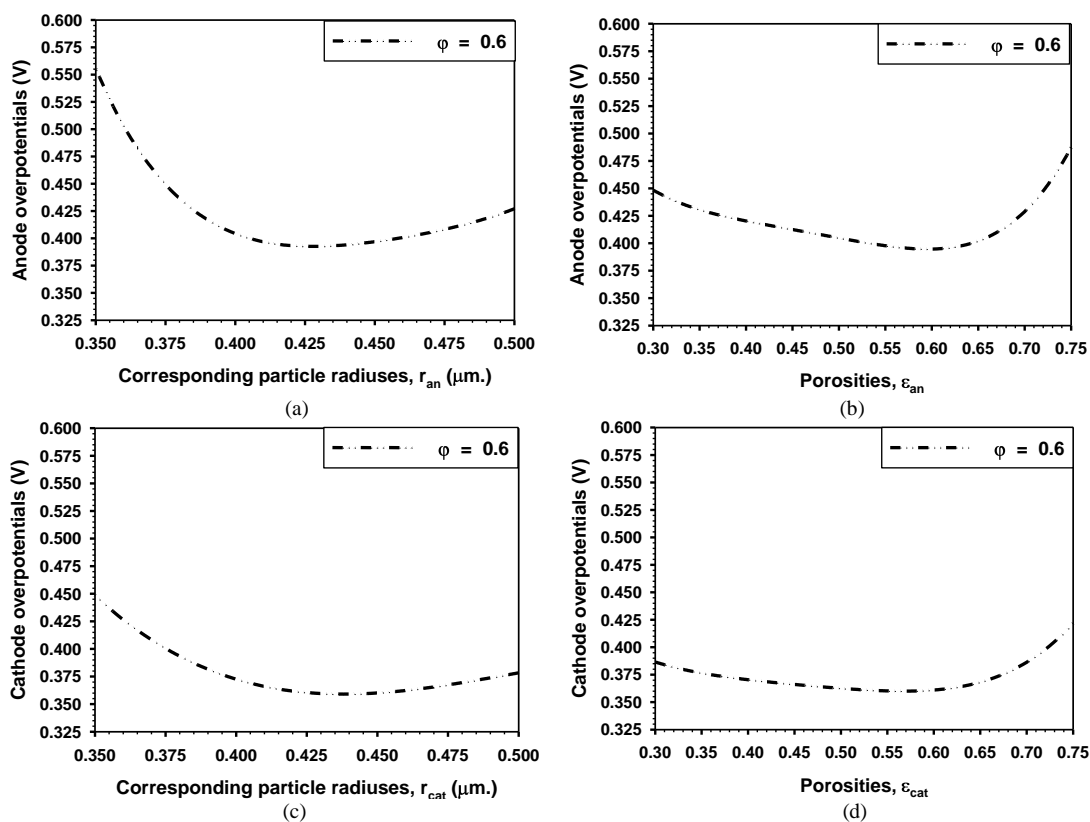 0.600
0.575
0.550
0.525
0.500
0.475
0.450
0.425
0.400
0.375
0.350
0.325
Anode overpotentials (V)
φ = 0.6
0.350 0.375 0.400 0.425 0.450 0.475 0.500
Corresponding particle radiuses, r_an (μm.)
(a)
0.600
0.575
0.550
0.525
0.500
0.475
0.450
0.425
0.400
0.375
0.350
0.325
Anode overpotentials (V)
φ = 0.6
0.30 0.35 0.40 0.45 0.50 0.55 0.60 0.65 0.70 0.75
Porosities, ε_an
(b)
0.600
0.575
0.550
0.525
0.500
0.475
0.450
0.425
0.400
0.375
0.350
0.325
Cathode overpotentials (V)
φ = 0.6
0.350 0.375 0.400 0.425 0.450 0.475 0.500
Corresponding particle radiuses, r_cat (μm.)
(c)
0.600
0.575
0.550
0.525
0.500
0.475
0.450
0.425
0.400
0.375
0.350
0.325
Cathode overpotentials (V)
φ = 0.6
0.30 0.35 0.40 0.45 0.50 0.55 0.60 0.65 0.70 0.75
Porosities, ε_cat
(d)